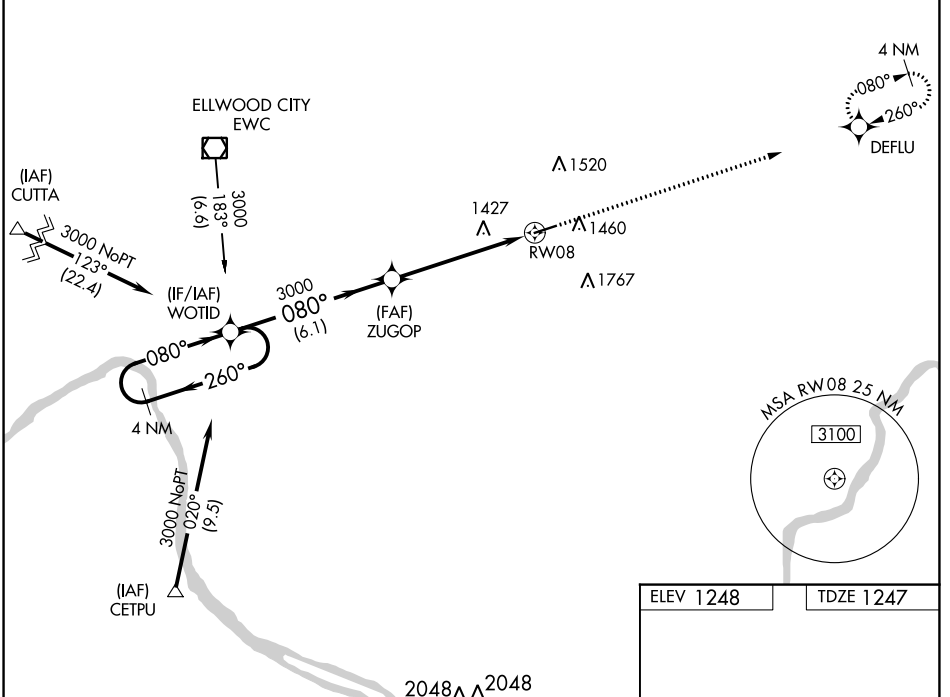 4 NM
080°
260°
DEFLU
ELLWOOD CITY
EWC
3000
183°
(6.6)
(IAF)
CUTTA
3000 NoPT
123°
(22.4)
1520
1427
1460
RW08
1767
(IF/IAF)
WOTID
3000
080°
(6.1)
(FAF)
ZUGOP
080°
260°
4 NM
MSA RW08 25 NM
3100
3000 NoPT
020°
(9.5)
(IAF)
CETPU
ELEV 1248
TDZE 1247
2048
2048